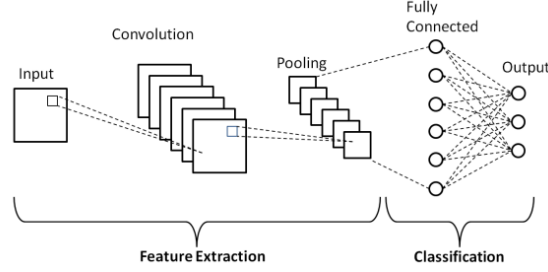 Fully
Connected
Convolution
Pooling
Input
Output
Feature Extraction
Classification